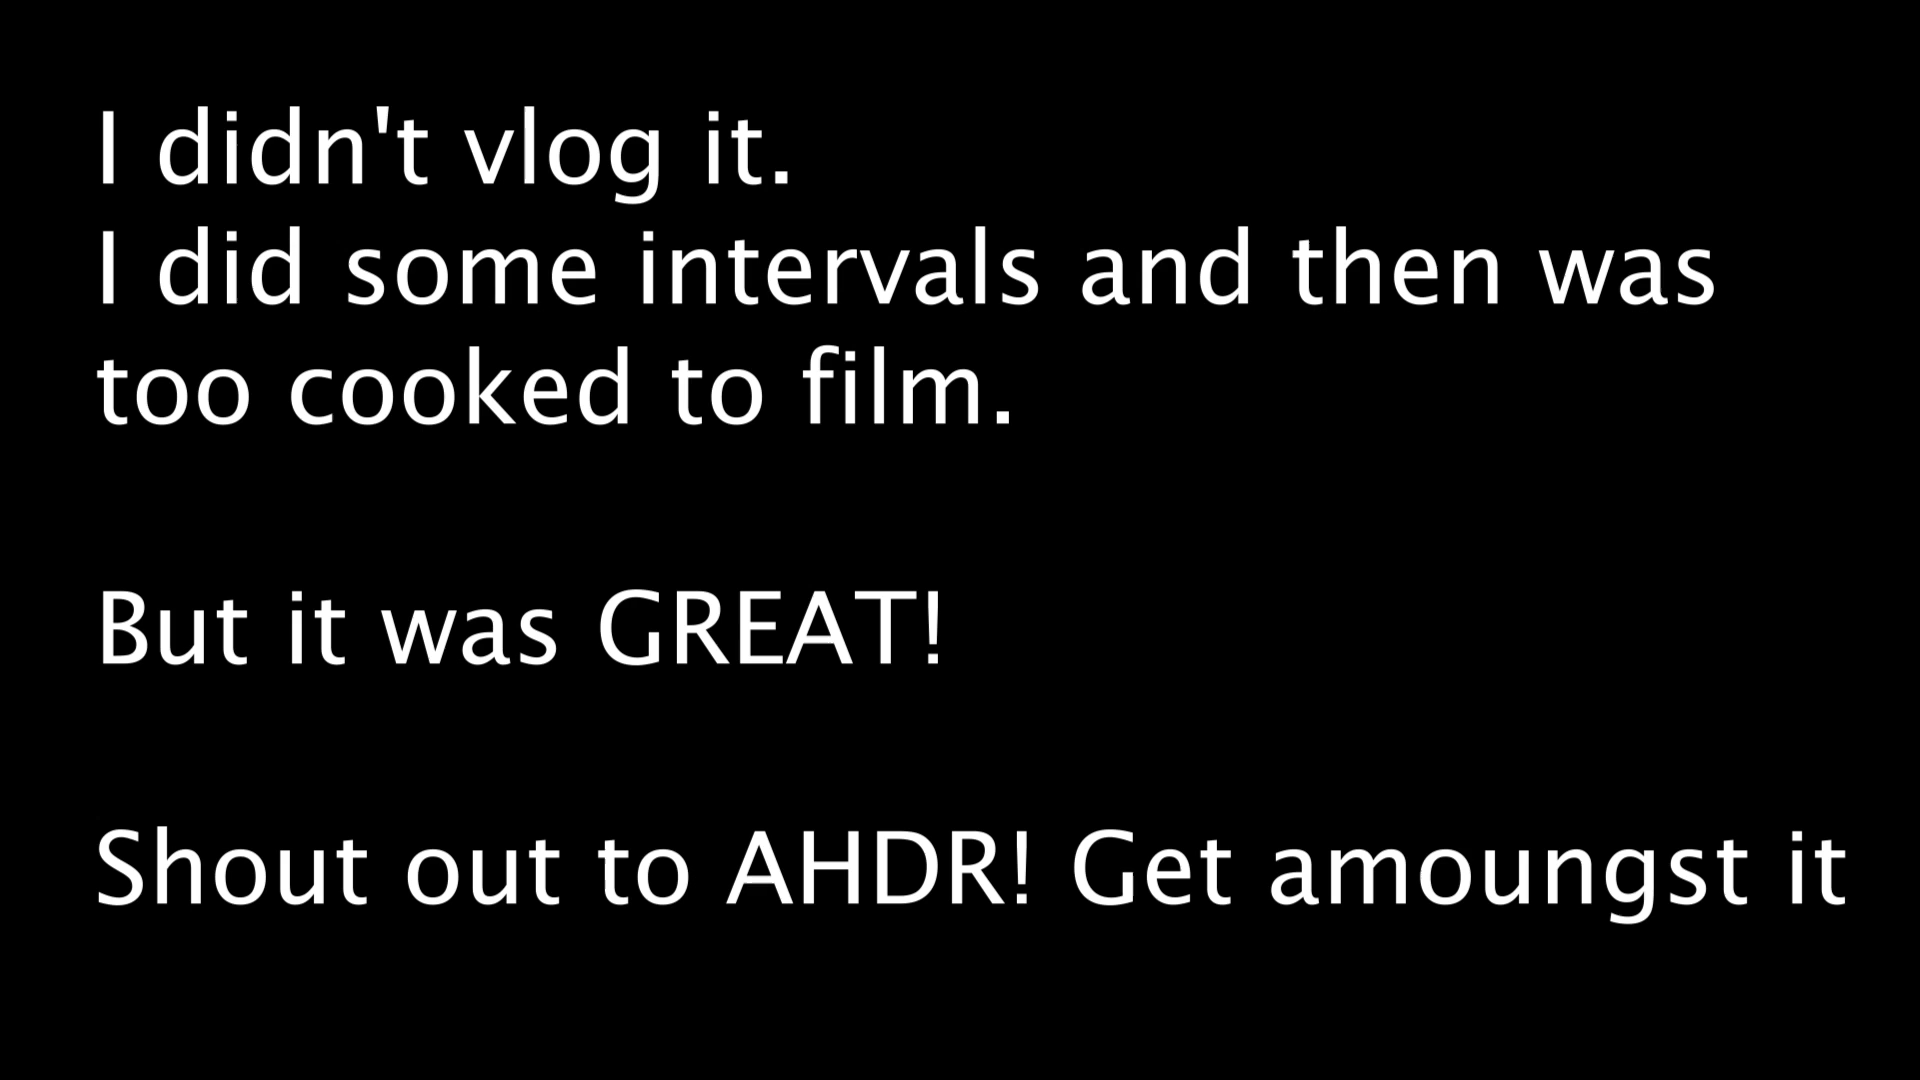 I didn't vlog it.
I did some intervals and then was
too cooked to film.
But it was GREAT!
Shout out to AHDR! Get amoungst it